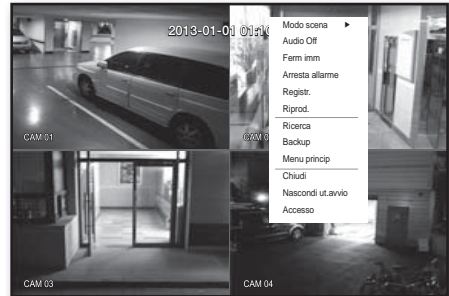 2013-01-01 01:10
Modo scena ►
Audio Off
Ferm imm
Arresta allarme
Registr.
Riprod.
Ricerca
Backup
Menu princip
Chiudi
Nascondi ut.avvio
Accesso
CAM 01
CAM 0
CAM 03
CAM 04